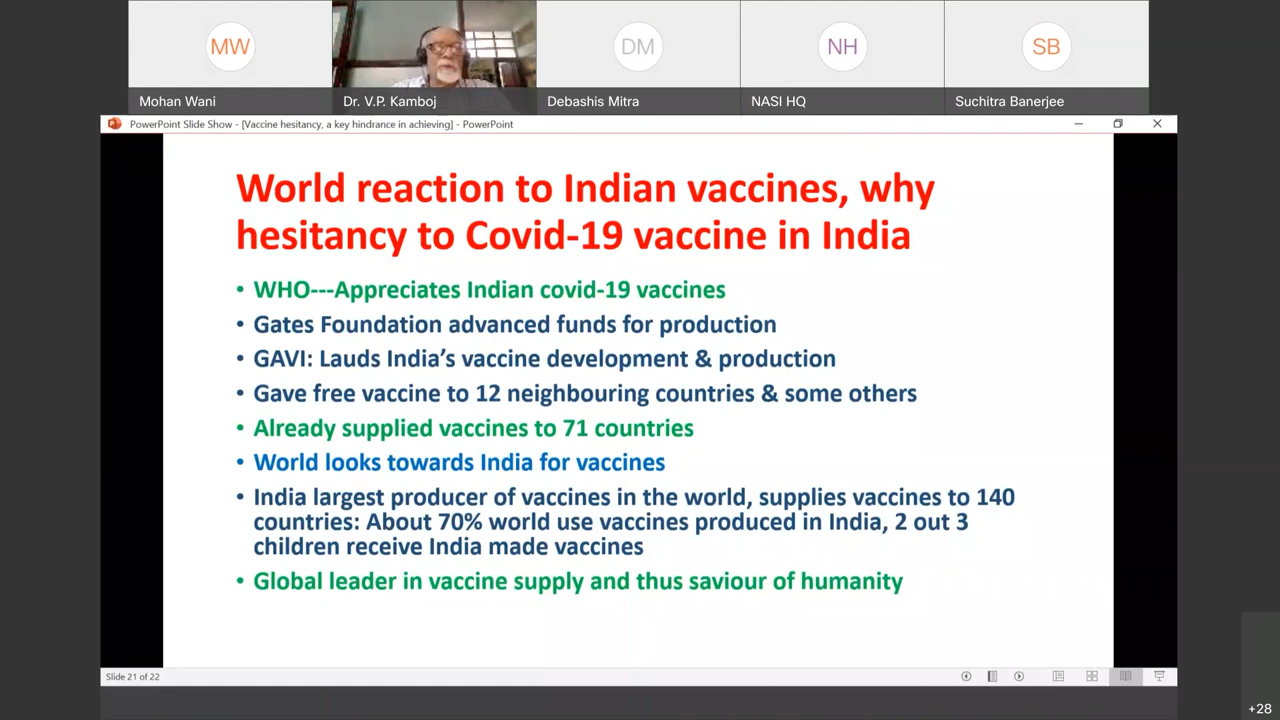 MW
DM
NH
SB
Mohan Wani
Dr. V.P. Kamboj
Debashis Mitra
NASI HQ
Suchitra Banerjee
PowerPoint Slide Show - [Vaccine hesitancy, a key hindrance in achieving] - PowerPoint
World reaction to Indian vaccines, why
hesitancy to Covid-19 vaccine in India
• WHO---Appreciates Indian covid-19 vaccines
• Gates Foundation advanced funds for production
• GAVI: Lauds India's vaccine development & production
• Gave free vaccine to 12 neighbouring countries & some others
• Already supplied vaccines to 71 countries
• World looks towards India for vaccines
• India largest producer of vaccines in the world, supplies vaccines to 140
countries: About 70% world use vaccines produced in India, 2 out 3
children receive India made vaccines
• Global leader in vaccine supply and thus saviour of humanity
Slide 21 of 22
+28